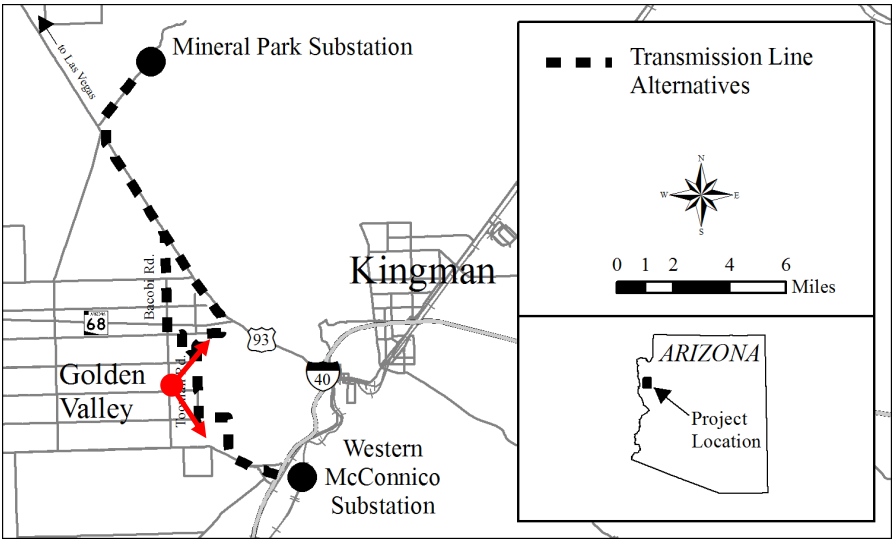 to Las Vegas
Mineral Park Substation
Bacobi Rd.
Kingman
ARIZONA
68
93
40
Golden
Valley
Rd.
Western
McConnico
Substation
Transmission Line
Alternatives
N
W
E
S
0 1 2 4 6
Miles
ARIZONA
Project
Location